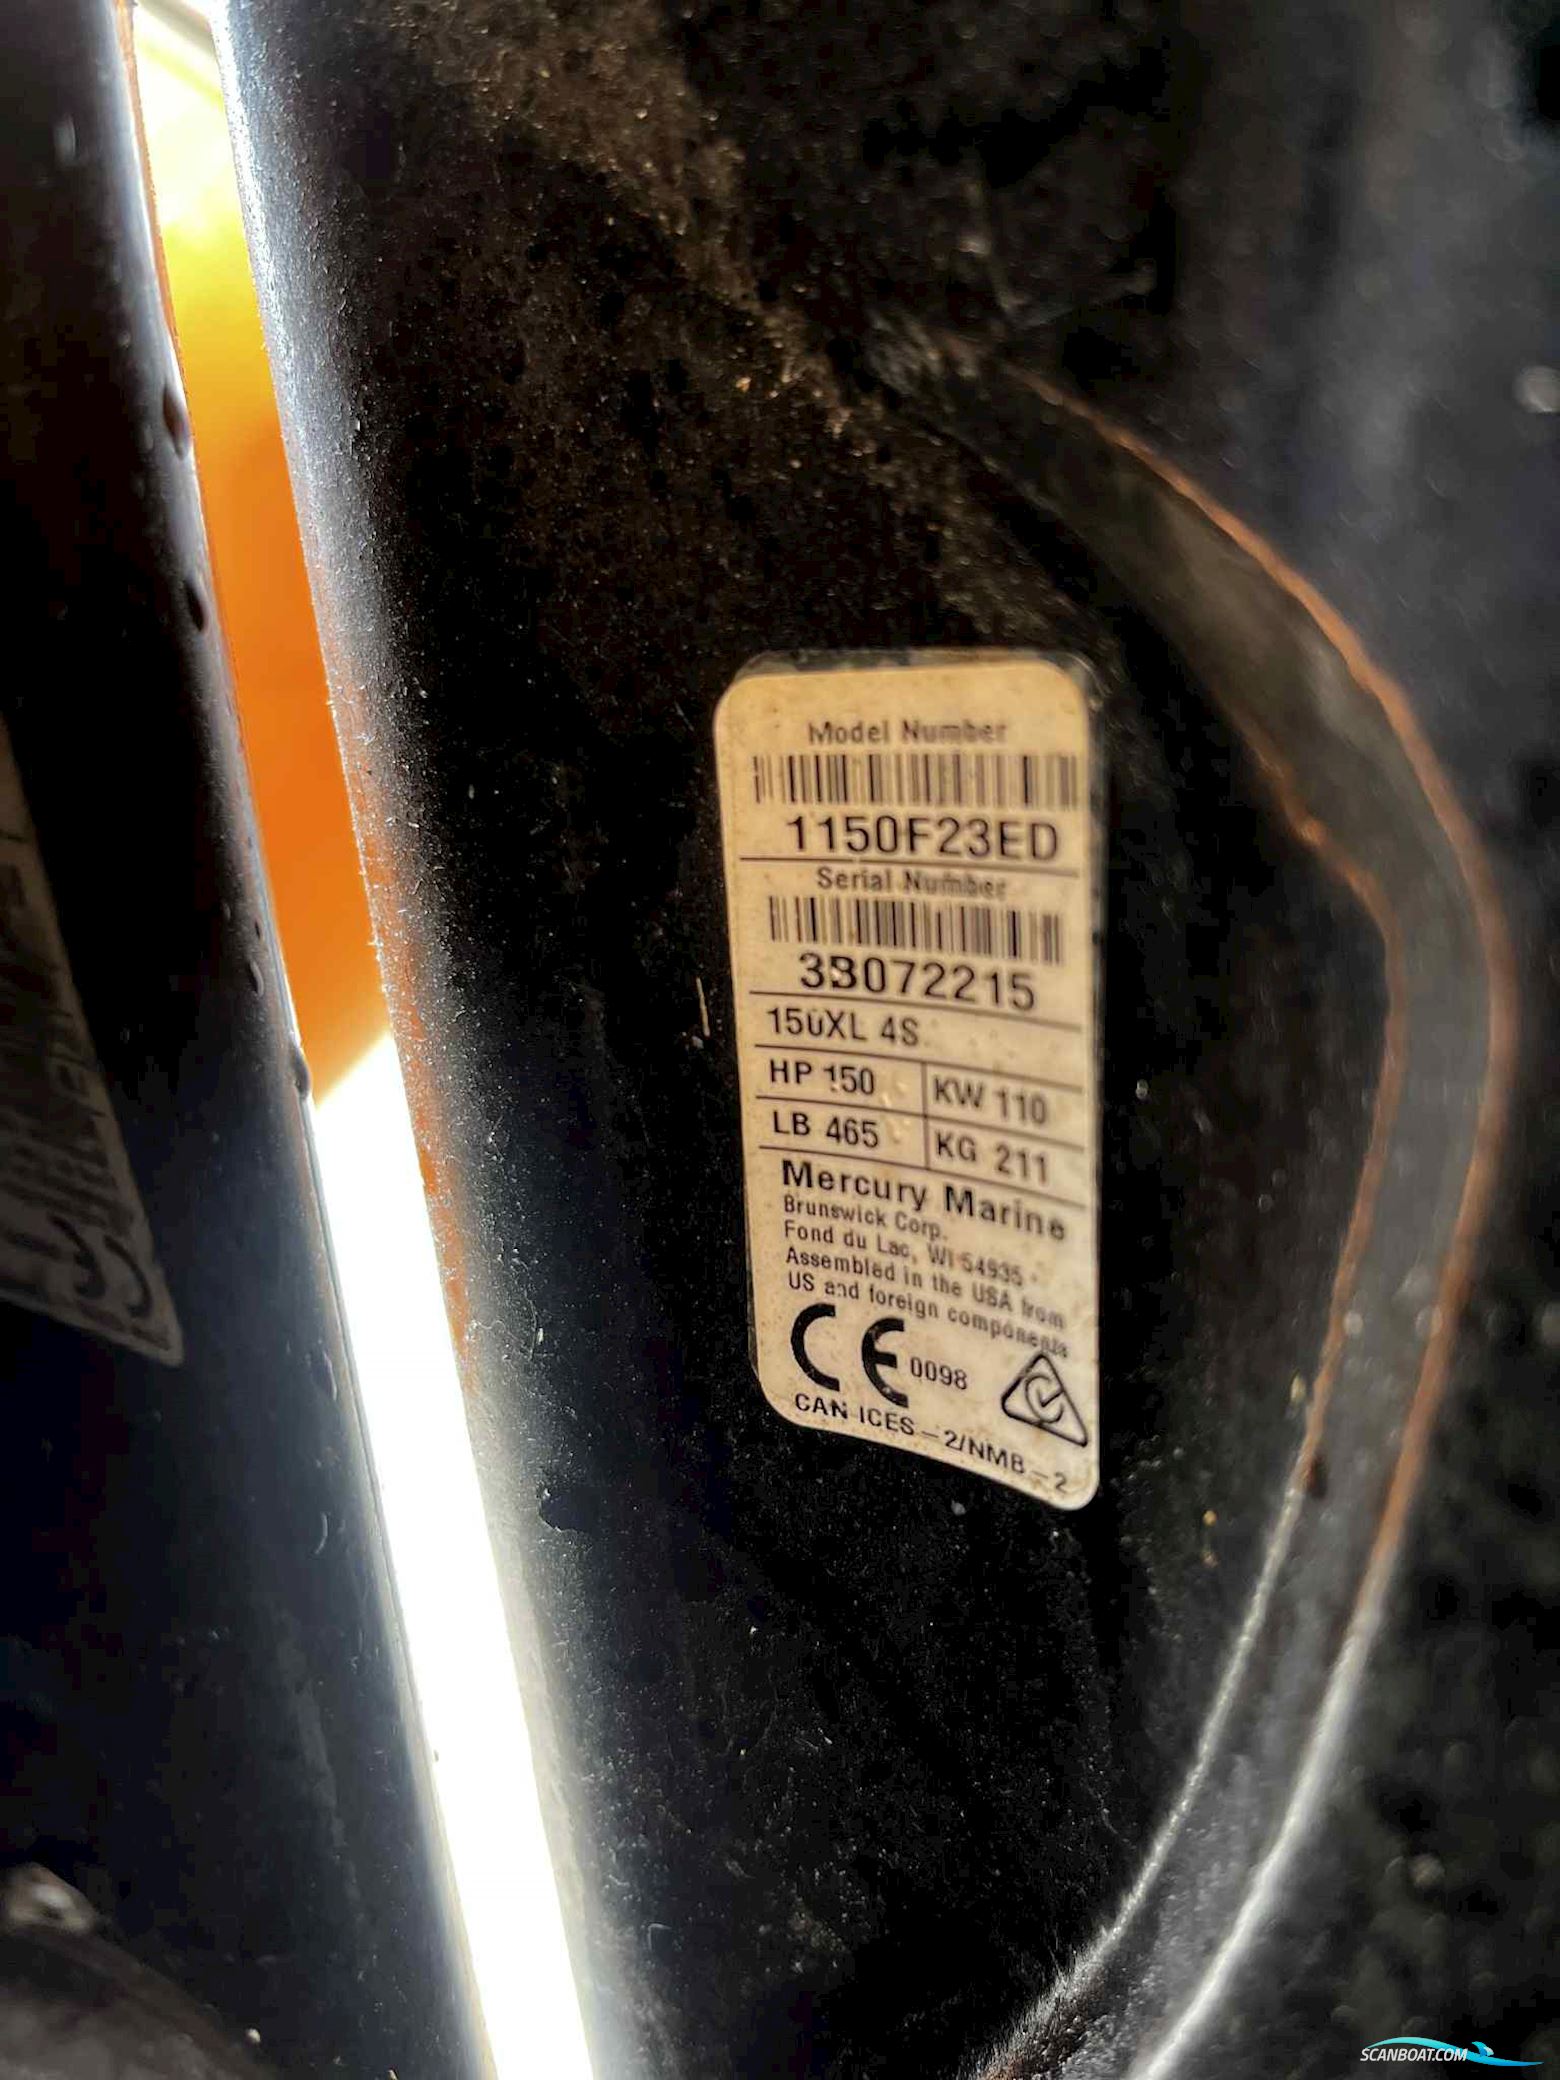 Model Number
1150F23ED
Serial Number
3B072215
150XL 4S
HP 150 KW 110
LB 465 KG 211
Mercury Marine
Brunswick Corp.
Fond du Lac, WI 54935
Assembled in the USA from
US and foreign components
CE 0098
CAN ICES-2/NMB-2
SCANBOAT.COM